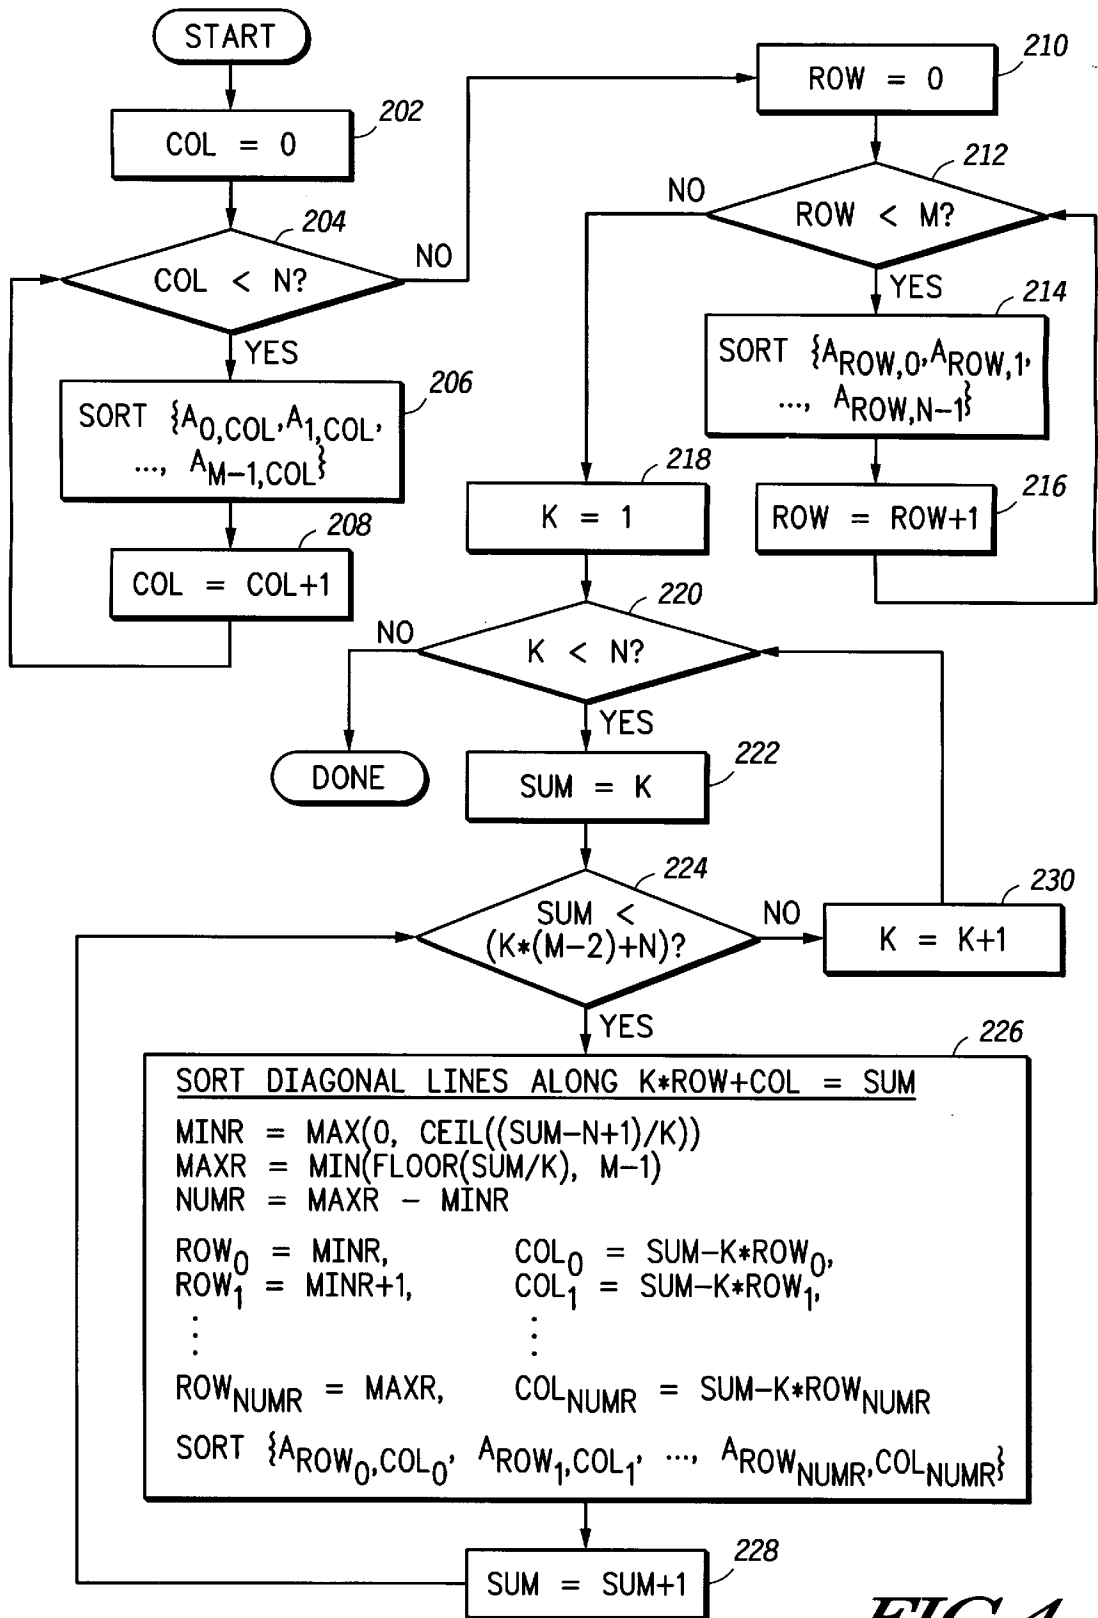 START
202
COL = 0
204
COL < N?
NO
YES
206
SORT {A0,COL,A1,COL,
..., AM-1,COL}
208
COL = COL+1
210
ROW = 0
212
NO
ROW < M?
YES
214
SORT {AROW,0,AROW,1,
..., AROW,N-1}
216
ROW = ROW+1
218
K = 1
220
NO
K < N?
YES
DONE
222
SUM = K
224
SUM <
(K*(M-2)+N)?
NO
230
K = K+1
YES
226
SORT DIAGONAL LINES ALONG K*ROW+COL = SUM
MINR = MAX(0, CEIL((SUM-N+1)/K))
MAXR = MIN(FLOOR(SUM/K), M-1)
NUMR = MAXR - MINR
ROW0 = MINR, COL0 = SUM-K*ROW0,
ROW1 = MINR+1, COL1 = SUM-K*ROW1,
ROWNUMR = MAXR, COLNUMR = SUM-K*ROWNUMR
SORT {AROW0,COL0, AROW1,COL1, ..., AROWNUMR,COLNUMR}
228
SUM = SUM+1
FIG.4